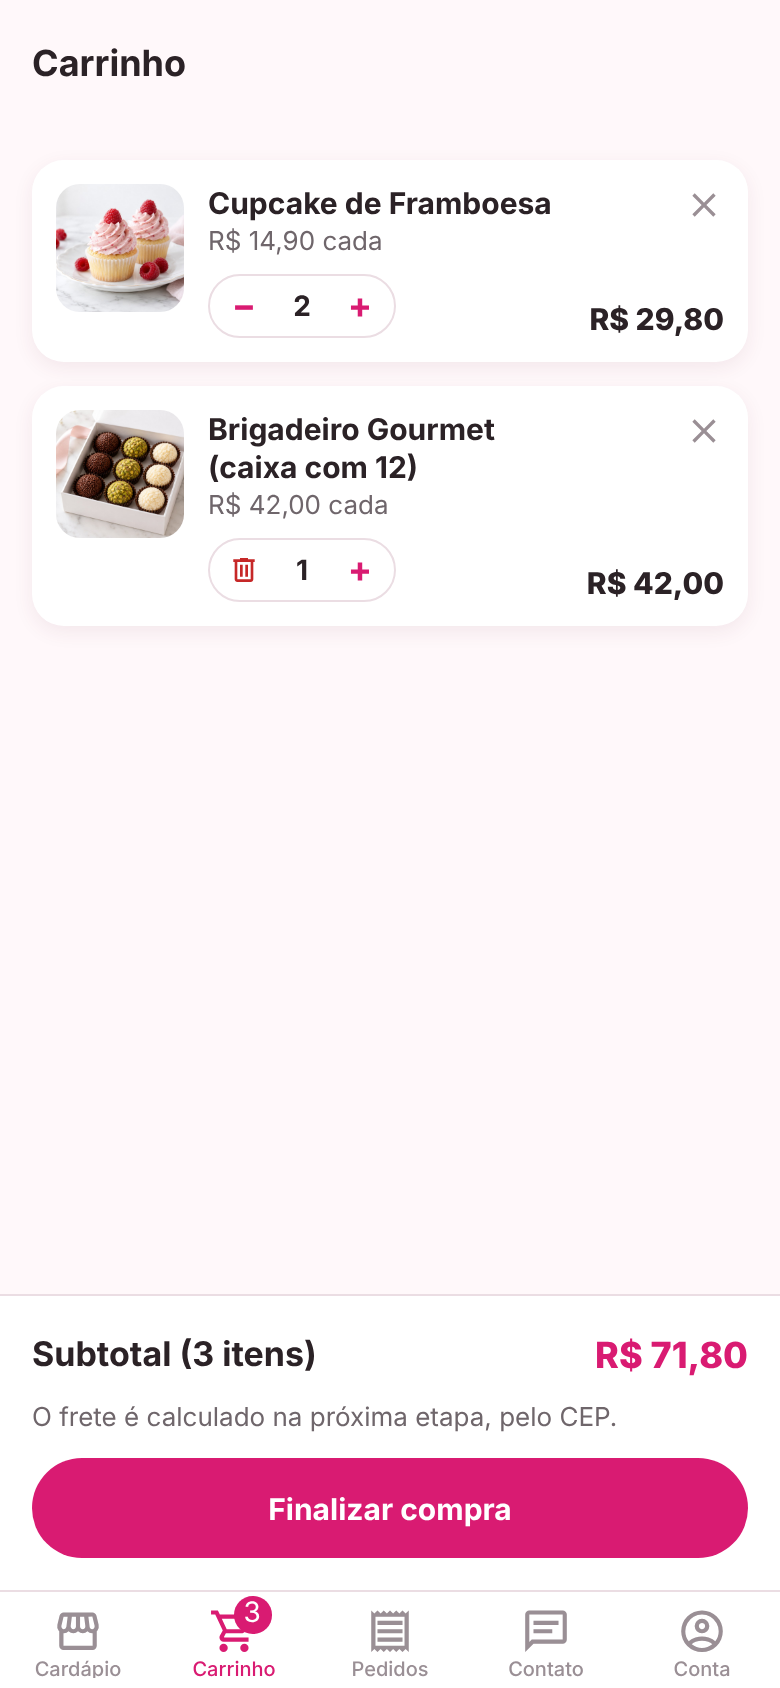 Carrinho
Cupcake de Framboesa
R$ 14,90 cada
2
R$ 29,80
Brigadeiro Gourmet
(caixa com 12)
R$ 42,00 cada
1
R$ 42,00
Subtotal (3 itens)
R$ 71,80
O frete é calculado na próxima etapa, pelo CEP.
Finalizar compra
3
Cardápio
Carrinho
Pedidos
Contato
Conta